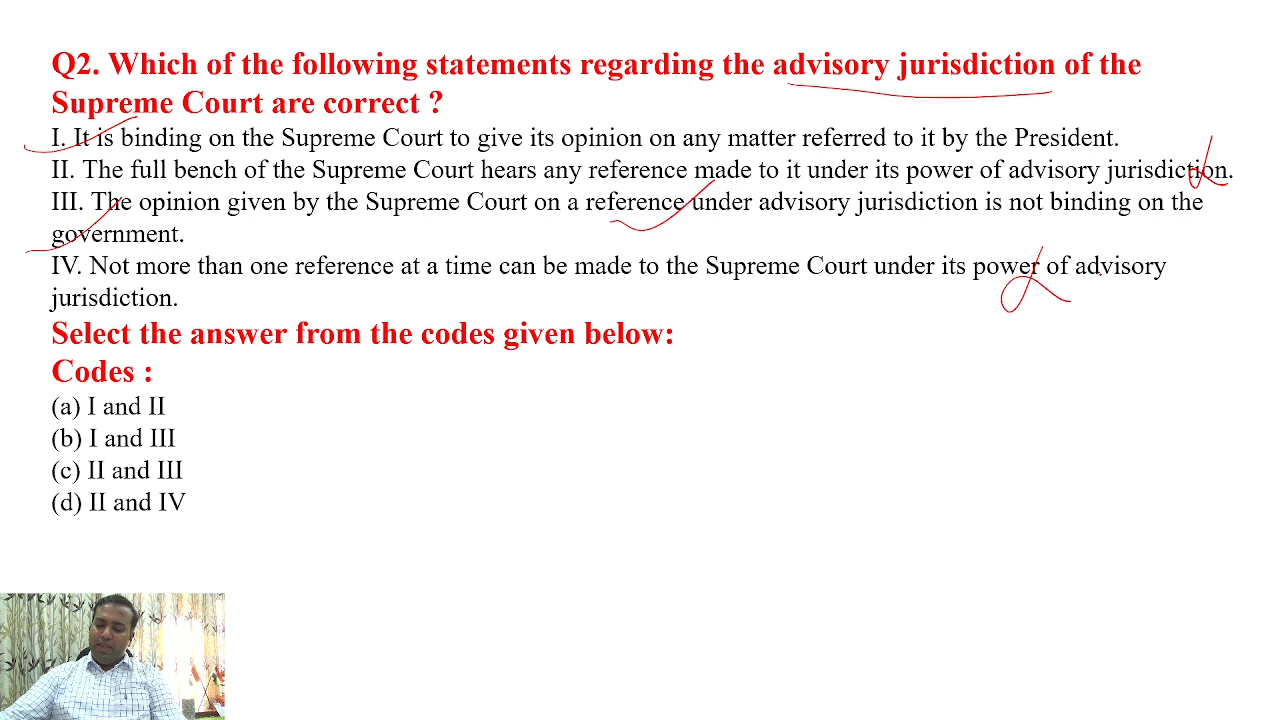 Q2. Which of the following statements regarding the advisory jurisdiction of the
Supreme Court are correct ?
I. It is binding on the Supreme Court to give its opinion on any matter referred to it by the President.
II. The full bench of the Supreme Court hears any reference made to it under its power of advisory jurisdiction.
III. The opinion given by the Supreme Court on a reference under advisory jurisdiction is not binding on the
government.
IV. Not more than one reference at a time can be made to the Supreme Court under its power of advisory
jurisdiction.
Select the answer from the codes given below:
Codes :
(a) I and II
(b) I and III
(c) II and III
(d) II and IV